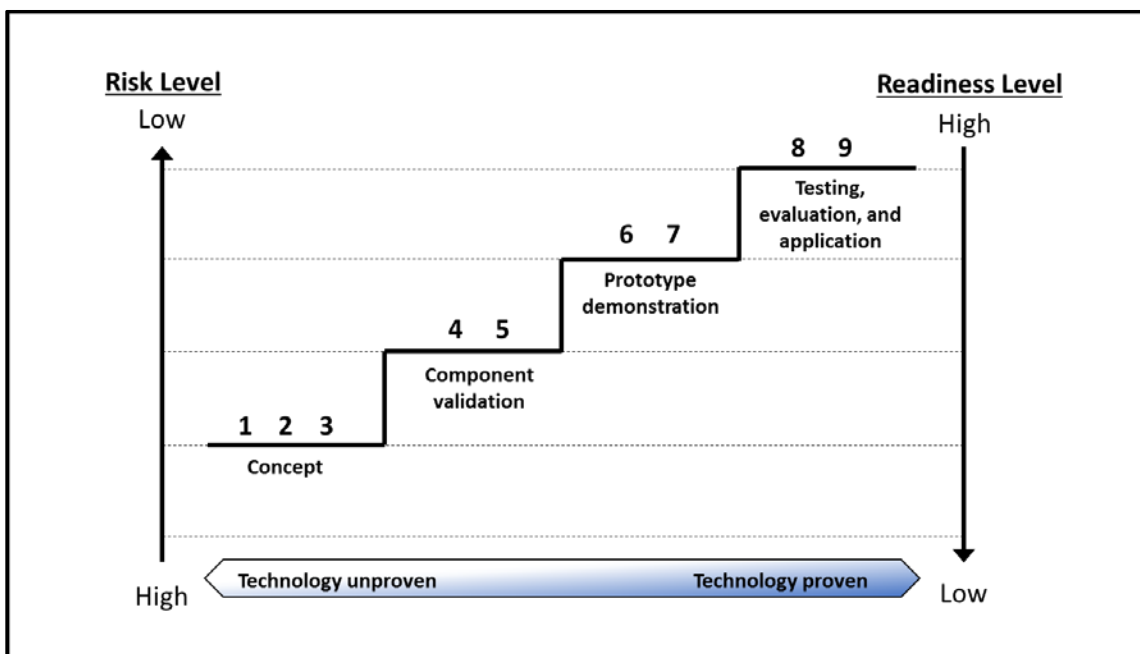 Risk Level
Low
Readiness Level
High
8 9
Testing,
evaluation, and
application
6 7
Prototype
demonstration
4 5
Component
validation
1 2 3
Concept
Technology unproven
Technology proven
High
Low